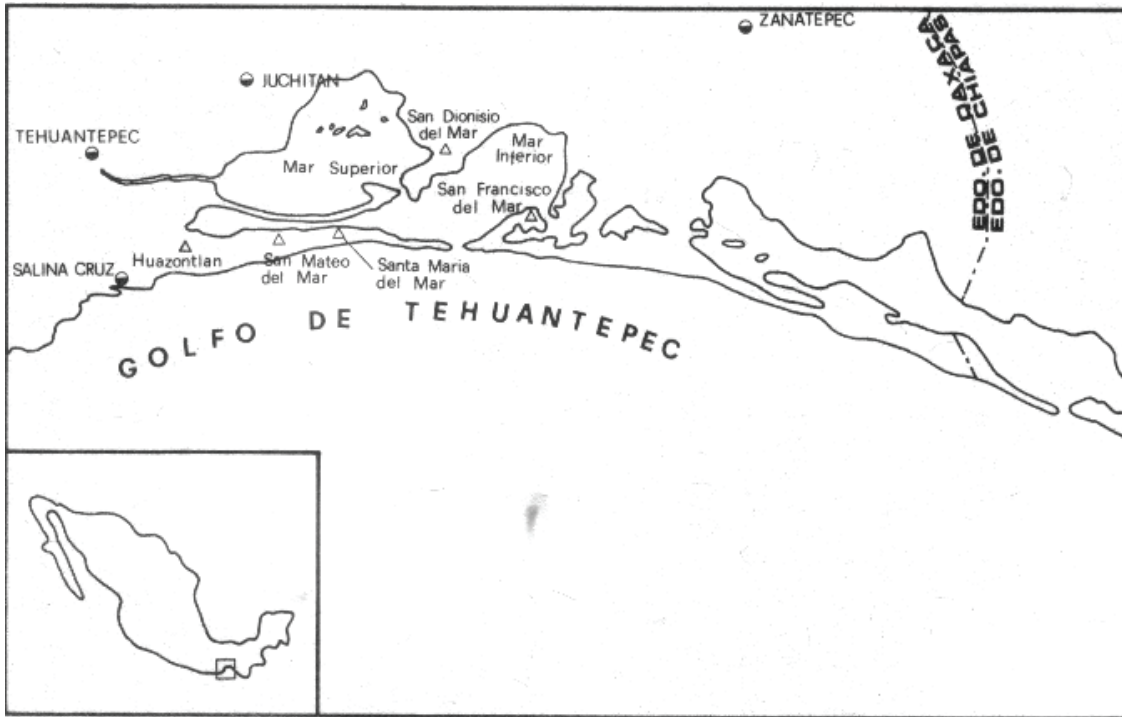 ZANATEPEC
EDO. DE OAXACA
EDO. DE CHIAPAS
JUCHITAN
San Dionisio
del Mar
TEHUANTEPEC
Mar
Inferior
Mar Superior
San Francisco
del Mar
Huazontlan
San Mateo
del Mar
Santa Maria
del Mar
SALINA CRUZ
GOLFO DE TEHUANTEPEC